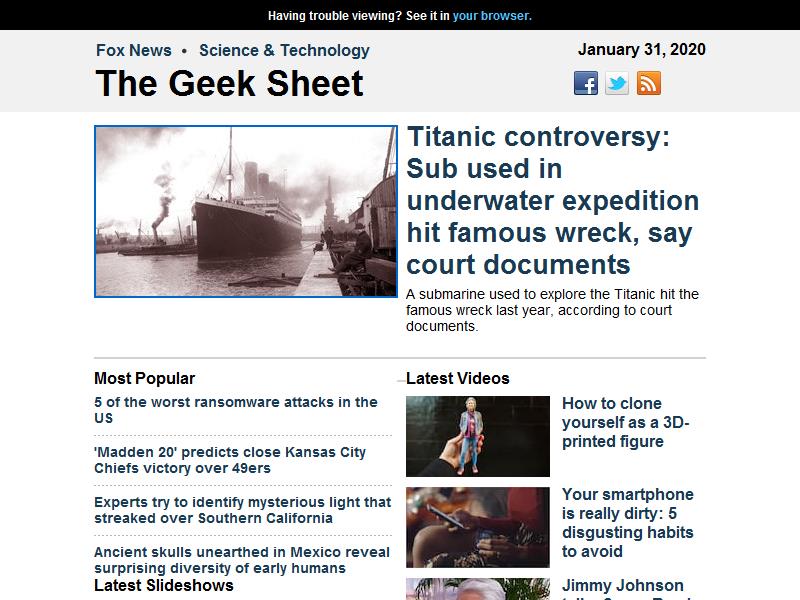 Having trouble viewing? See it in your browser.
Fox News • Science & Technology
January 31, 2020
The Geek Sheet
Titanic controversy:
Sub used in
underwater expedition
hit famous wreck, say
court documents
A submarine used to explore the Titanic hit the
famous wreck last year, according to court
documents.
Most Popular
5 of the worst ransomware attacks in the
US
'Madden 20' predicts close Kansas City
Chiefs victory over 49ers
Experts try to identify mysterious light that
streaked over Southern California
Ancient skulls unearthed in Mexico reveal
surprising diversity of early humans
Latest Slideshows
Latest Videos
How to clone
yourself as a 3D-
printed figure
Your smartphone
is really dirty: 5
disgusting habits
to avoid
Jimmy Johnson